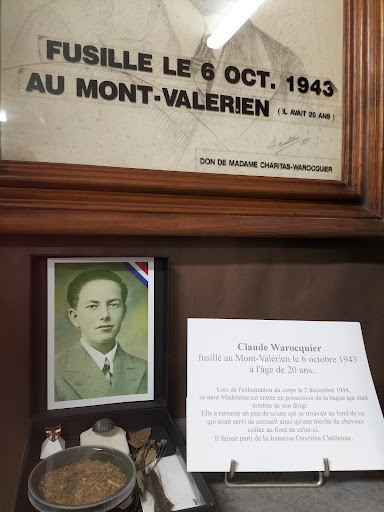 FUSILLE LE 6 OCT. 1943
AU MONT-VALERIEN ( IL AVAIT 20 ANS )
DON DE MADAME CHARITAS-WAROCQUIER
Claude Warocquier
fusillé au Mont-Valérien le 6 octobre 1943
à l'âge de 20 ans.
Lors de l'exhumation du corps le 2 décembre 1944,
sa sœur Madeleine est entrée en possession de la bague qui était
tombée de son doigt.
Elle a ramassé un peu de sciure qui se trouvait au fond de ce
qui avait servi de cercueil ainsi qu'une mèche de cheveux
collée au fond de celui-ci.
Il faisait parti de la Jeunesse Ouvrière Chrétienne.